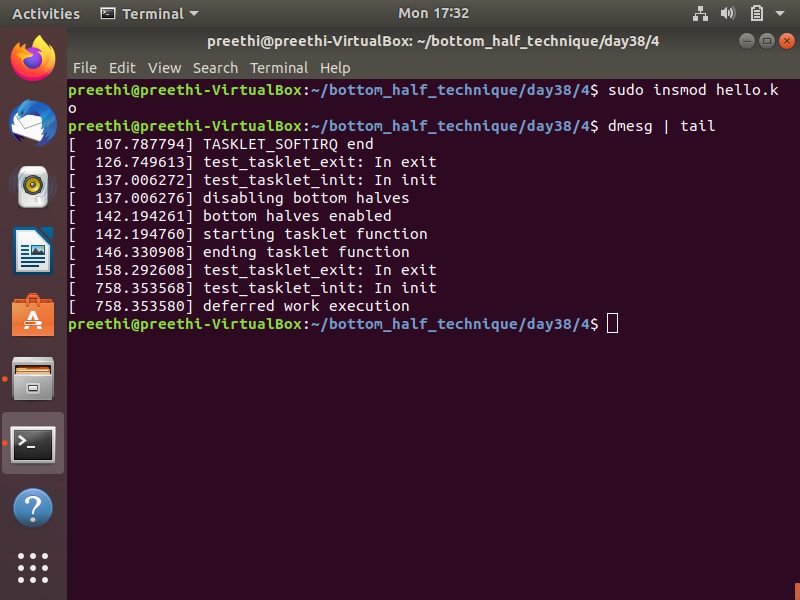 Activities Terminal Mon 17:32
preethi@preethi-VirtualBox: ~/bottom_half_technique/day38/4
File Edit View Search Terminal Help
preethi@preethi-VirtualBox:~/bottom_half_technique/day38/4$ sudo insmod hello.k
o
preethi@preethi-VirtualBox:~/bottom_half_technique/day38/4$ dmesg | tail
[  107.787794] TASKLET_SOFTIRQ end
[  126.749613] test_tasklet_exit: In exit
[  137.006272] test_tasklet_init: In init
[  137.006276] disabling bottom halves
[  142.194261] bottom halves enabled
[  142.194760] starting tasklet function
[  146.330908] ending tasklet function
[  158.292608] test_tasklet_exit: In exit
[  758.353568] test_tasklet_init: In init
[  758.353580] deferred work execution
preethi@preethi-VirtualBox:~/bottom_half_technique/day38/4$